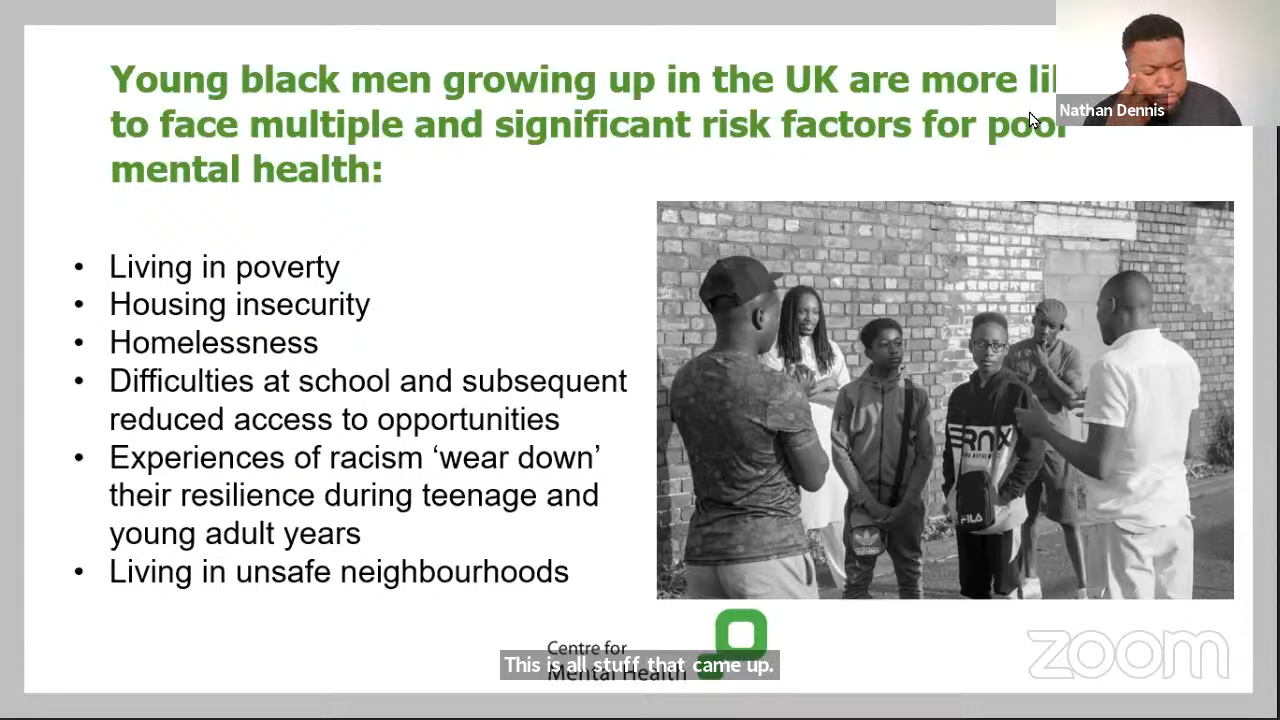 Young black men growing up in the UK are more
to face multiple and significant risk factors for poor
mental health:
Nathan Dennis
• Living in poverty
• Housing insecurity
• Homelessness
• Difficulties at school and subsequent
reduced access to opportunities
• Experiences of racism ‘wear down’
their resilience during teenage and
young adult years
• Living in unsafe neighbourhoods
FILA
Centre for
Mental Health
This is all stuff that came up.
zoom